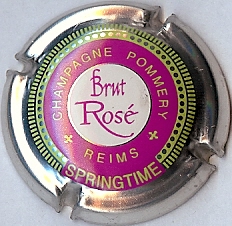 CHAMPAGNE POMMERY
Brut
Rosé
REIMS
SPRINGTIME